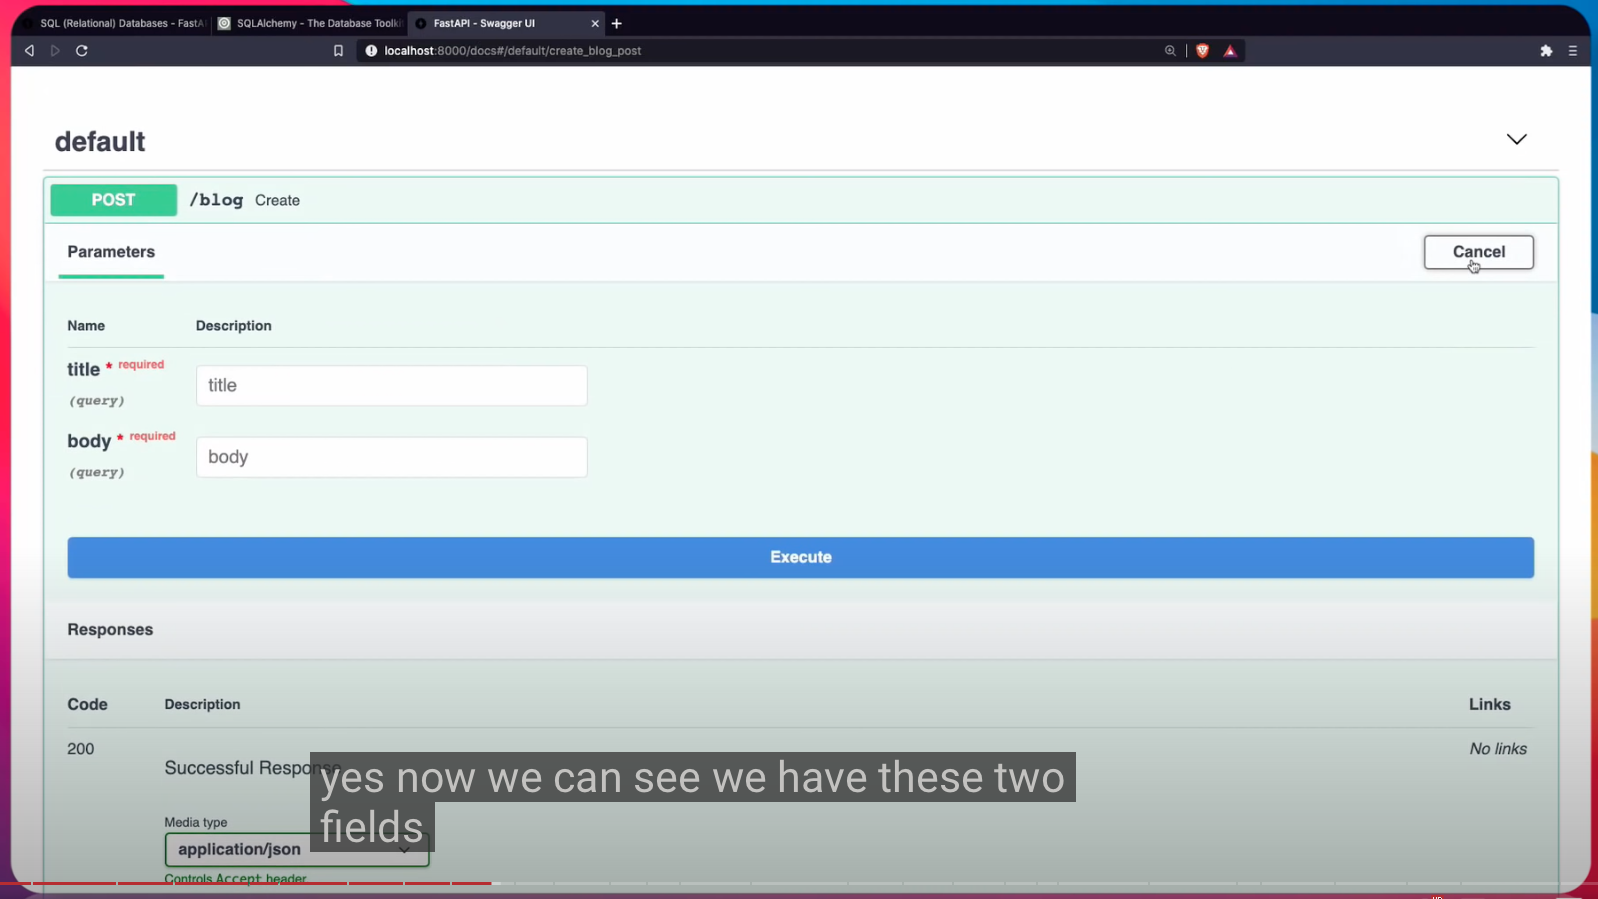 SQL (Relational) Databases - FastA
SQLAlchemy - The Database Toolki
FastAPI - Swagger UI
localhost:8000/docs#/default/create_blog_post
default
POST /blog Create
Parameters
Cancel
Name Description
title * required
(query)
title
body * required
(query)
body
Execute
Responses
Code Description Links
200
Successful Response
No links
yes now we can see we have these two
fields
Media type
application/json
Controls Accept header